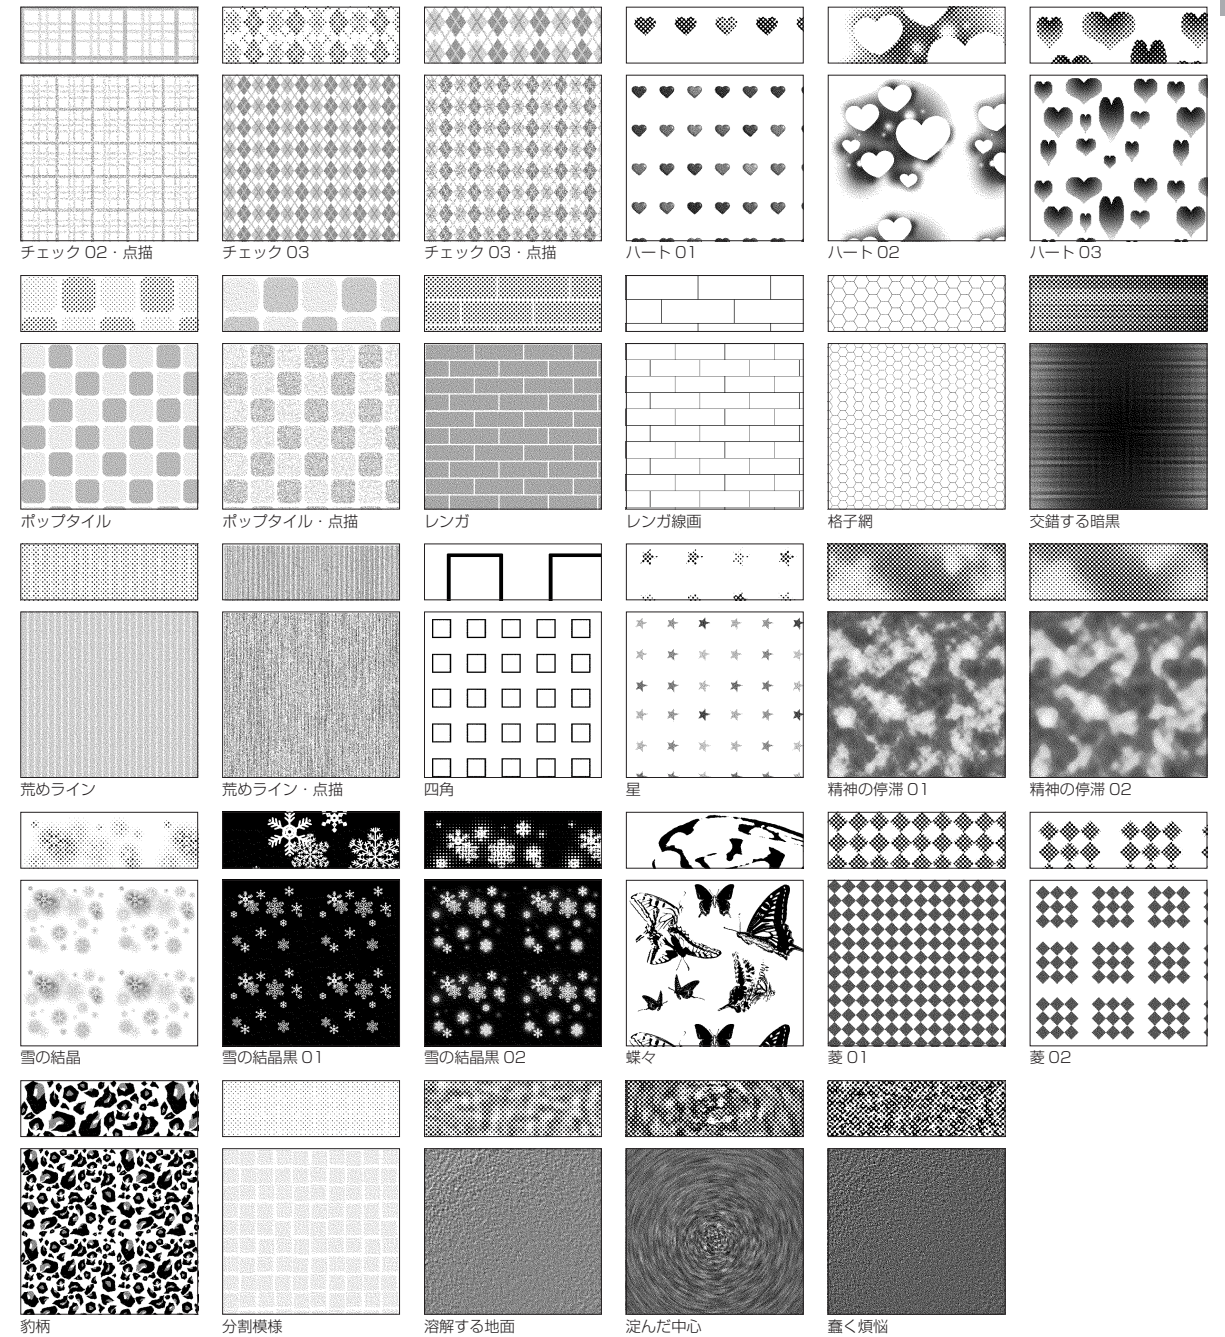 チェック 02・点描
チェック 03
チェック 03・点描
ハート 01
ハート 02
ハート 03
ポップタイル
ポップタイル・点描
レンガ
レンガ線画
格子網
交錯する暗黒
荒めライン
荒めライン・点描
四角
星
精神の停滞 01
精神の停滞 02
雪の結晶
雪の結晶黒 01
雪の結晶黒 02
蝶々
菱 01
菱 02
豹柄
分割模様
溶解する地面
淀んだ中心
蠢く煩悩